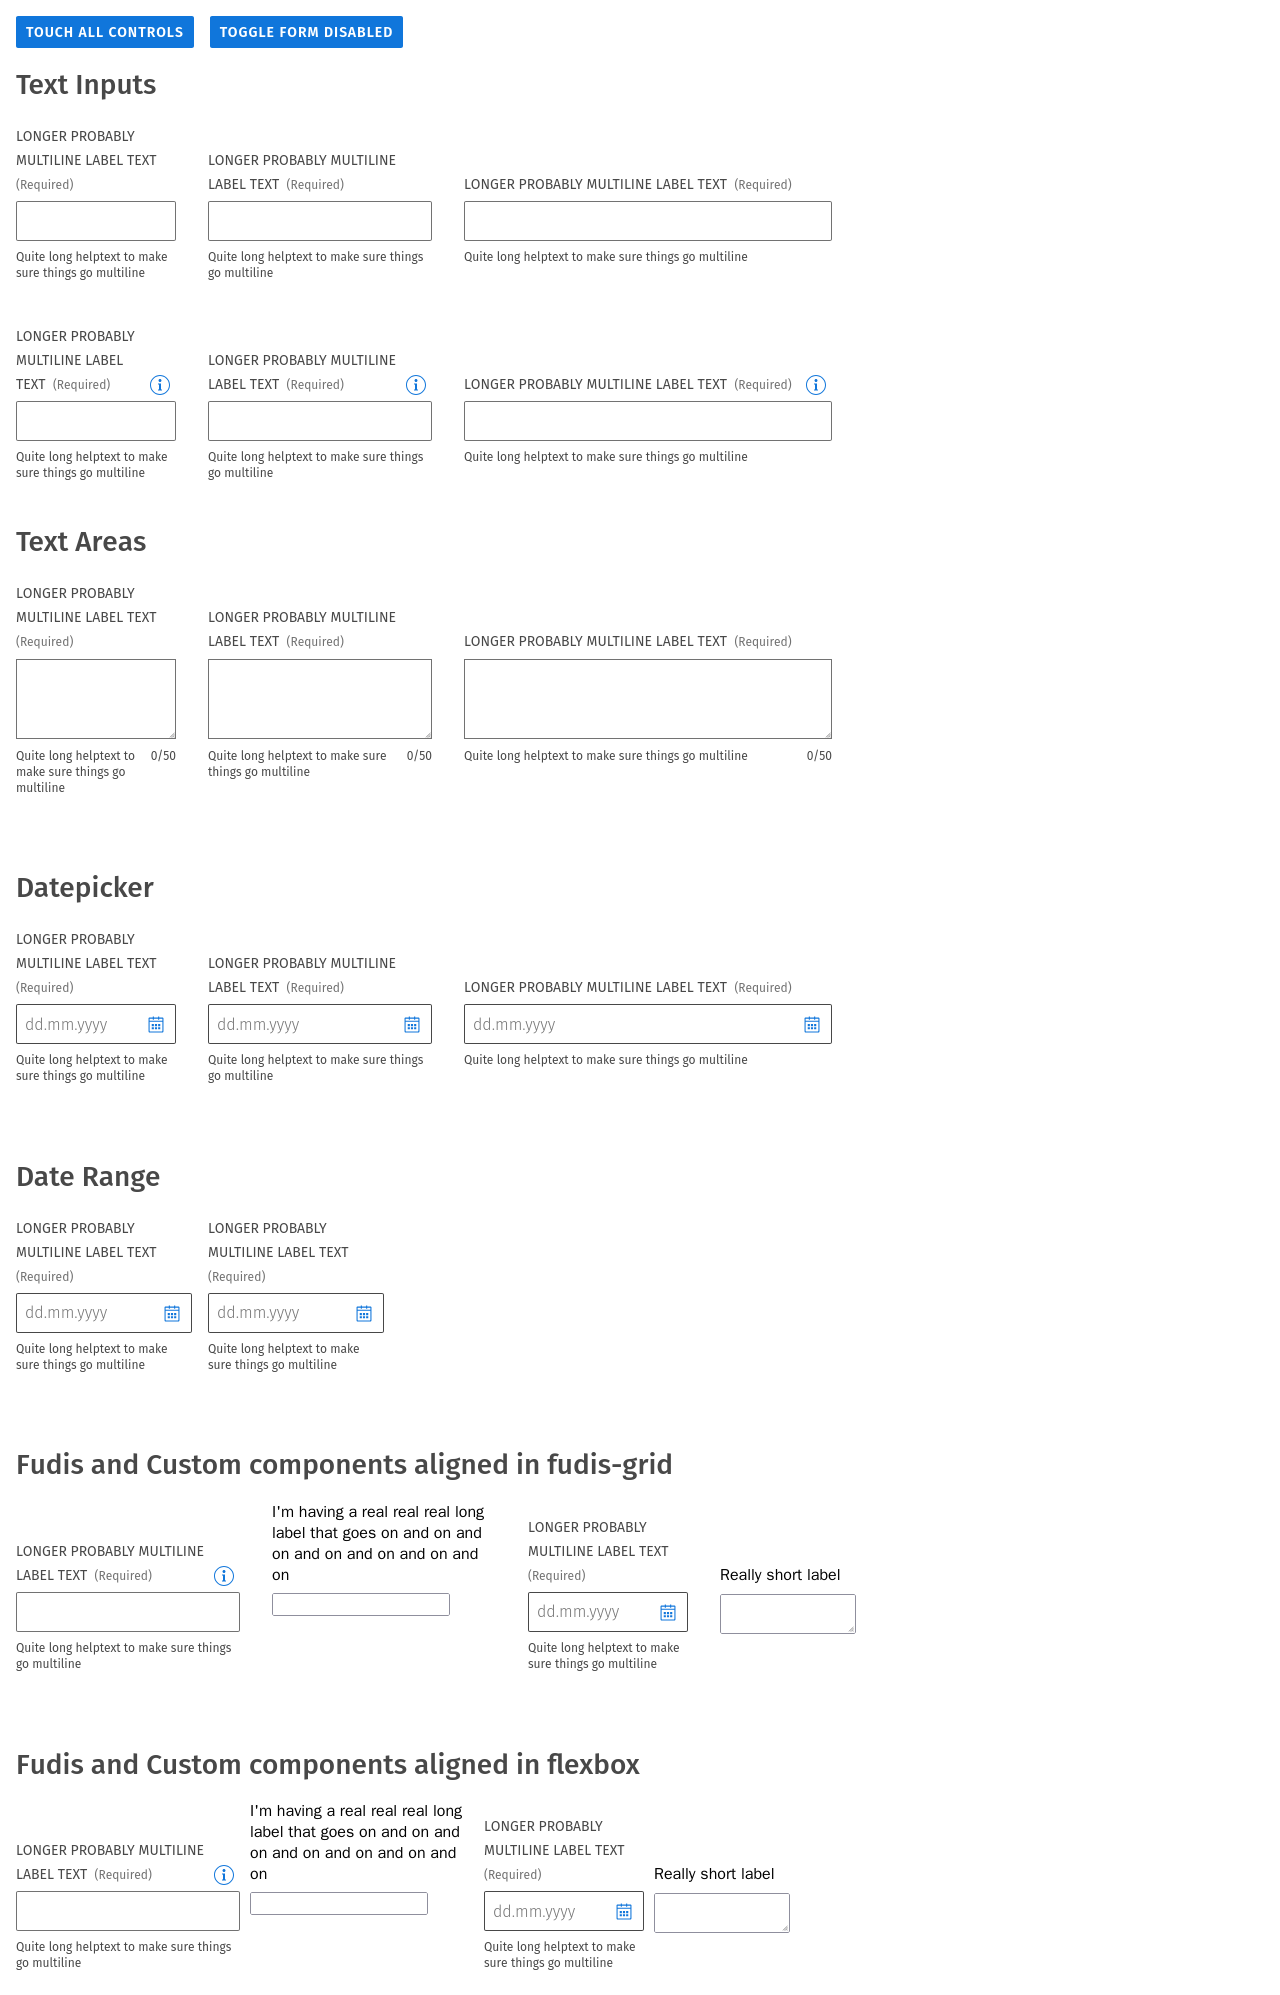 TOUCH ALL CONTROLS
TOGGLE FORM DISABLED
Text Inputs
LONGER PROBABLY
MULTILINE LABEL TEXT
(Required)
Quite long helptext to make
sure things go multiline
LONGER PROBABLY MULTILINE
LABEL TEXT (Required)
Quite long helptext to make sure things
go multiline
LONGER PROBABLY MULTILINE LABEL TEXT (Required)
Quite long helptext to make sure things go multiline
LONGER PROBABLY
MULTILINE LABEL
TEXT (Required)
Quite long helptext to make
sure things go multiline
LONGER PROBABLY MULTILINE
LABEL TEXT (Required)
Quite long helptext to make sure things
go multiline
LONGER PROBABLY MULTILINE LABEL TEXT (Required)
Quite long helptext to make sure things go multiline
Text Areas
LONGER PROBABLY
MULTILINE LABEL TEXT
(Required)
Quite long helptext to
make sure things go
multiline
0/50
LONGER PROBABLY MULTILINE
LABEL TEXT (Required)
Quite long helptext to make sure
things go multiline
0/50
LONGER PROBABLY MULTILINE LABEL TEXT (Required)
Quite long helptext to make sure things go multiline
0/50
Datepicker
LONGER PROBABLY
MULTILINE LABEL TEXT
(Required)
dd.mm.yyyy
Quite long helptext to make
sure things go multiline
LONGER PROBABLY MULTILINE
LABEL TEXT (Required)
dd.mm.yyyy
Quite long helptext to make sure things
go multiline
LONGER PROBABLY MULTILINE LABEL TEXT (Required)
dd.mm.yyyy
Quite long helptext to make sure things go multiline
Date Range
LONGER PROBABLY
MULTILINE LABEL TEXT
(Required)
dd.mm.yyyy
Quite long helptext to make
sure things go multiline
LONGER PROBABLY
MULTILINE LABEL TEXT
(Required)
dd.mm.yyyy
Quite long helptext to make
sure things go multiline
Fudis and Custom components aligned in fudis-grid
LONGER PROBABLY MULTILINE
LABEL TEXT (Required)
Quite long helptext to make sure things
go multiline
I'm having a real real real long
label that goes on and on and
on and on and on and on and
on
LONGER PROBABLY
MULTILINE LABEL TEXT
(Required)
dd.mm.yyyy
Quite long helptext to make
sure things go multiline
Really short label
Fudis and Custom components aligned in flexbox
LONGER PROBABLY MULTILINE
LABEL TEXT (Required)
Quite long helptext to make sure things
go multiline
I'm having a real real real long
label that goes on and on and
on and on and on and on and
on
LONGER PROBABLY
MULTILINE LABEL TEXT
(Required)
dd.mm.yyyy
Quite long helptext to make
sure things go multiline
Really short label